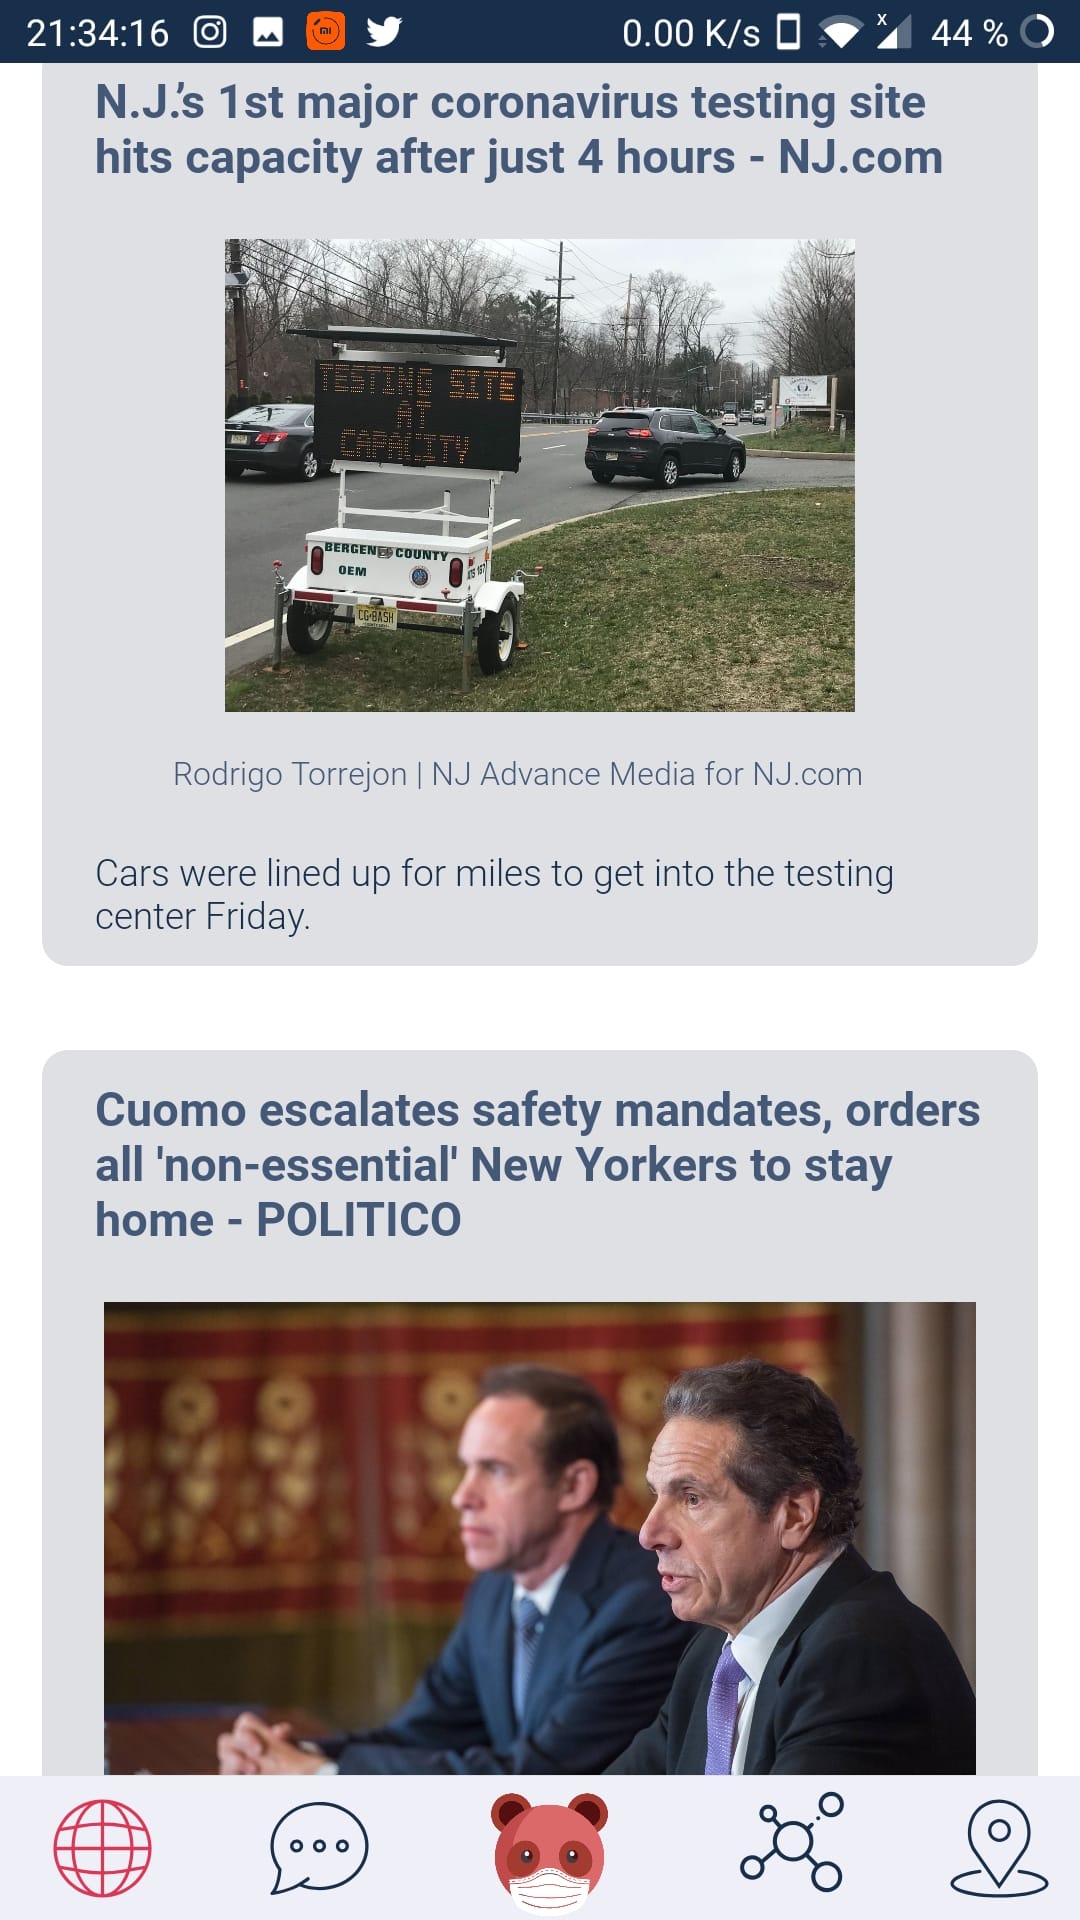 21:34:16 0.00 K/s X 44 %
N.J.'s 1st major coronavirus testing site
hits capacity after just 4 hours - NJ.com
TESTING SITE
AT
CAPACITY
BERGEN COUNTY
OEM
CG·BASH
Rodrigo Torrejon | NJ Advance Media for NJ.com
Cars were lined up for miles to get into the testing
center Friday.
Cuomo escalates safety mandates, orders
all 'non-essential' New Yorkers to stay
home - POLITICO